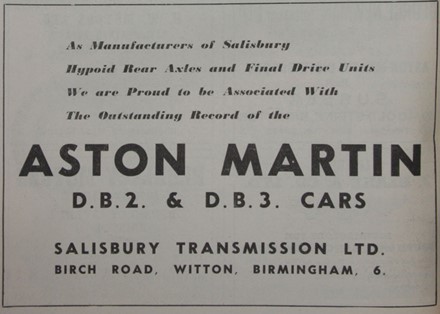 As Manufacturers of Salisbury
Hypoid Rear Axles and Final Drive Units
We are Proud to be Associated With
The Outstanding Record of the
ASTON MARTIN
D.B.2. & D.B.3. CARS
SALISBURY TRANSMISSION LTD.
BIRCH ROAD, WITTON, BIRMINGHAM, 6.